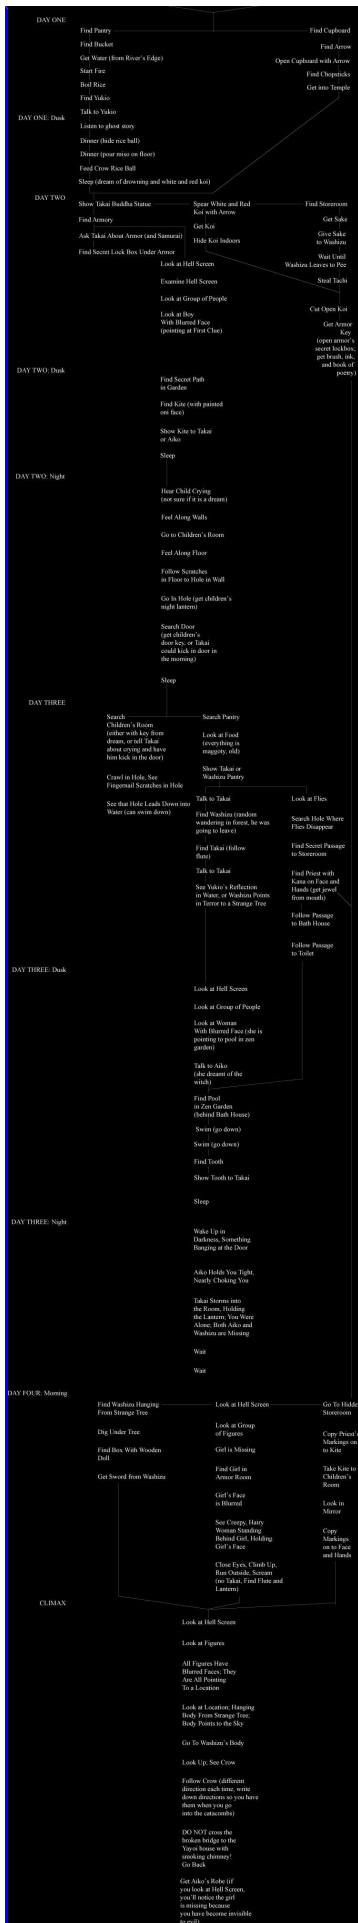 DAY ONE
Find Pantry
Find Bucket
Get Water (from River's Edge)
Start Fire
Boil Rice
Find Yukio
Talk to Yukio
DAY ONE: Dusk
Listen to ghost story
Dinner (hide rice ball)
Dinner (pour miso on floor)
Feed Crow Rice Ball
Sleep (dream of drowning and white and red koi)
Find Cupboard
Find Arrow
Open Cupboard with Arrow
Find Chopsticks
Get into Temple
DAY TWO
Show Takai Buddha Statue
Find Armory
Ask Takai About Armor (and Samurai)
Find Secret Lock Box Under Armor
Spear White and Red
Koi with Arrow
Get Koi
Hide Koi Indoors
Find Storeroom
Get Sake
Give Sake
to Washizu
Wait Until
Washizu Leaves to Pee
Steal Tachi
Cut Open Koi
Get Armor
Key
(open armor's
secret lockbox;
get brush, ink,
and book of
poetry)
Look at Hell Screen
Examine Hell Screen
Look at Group of People
Look at Boy
With Blurred Face
(pointing at First Clue)
DAY TWO: Dusk
Find Secret Path
in Garden
Find Kite (with painted
oni face)
Show Kite to Takai
or Aiko
Sleep
DAY TWO: Night
Hear Child Crying
(not sure if it is a dream)
Feel Along Walls
Go to Children's Room
Feel Along Floor
Follow Scratches
in Floor to Hole in Wall
Go In Hole (get children's
night lantern)
Search Door
(get children's
door key, or Takai
could kick in door in
the morning)
Sleep
DAY THREE
Search
Children's Room
(either with key from
dream, or tell Takai
about crying and have
him kick in the door)
Crawl in Hole, See
Fingernail Scratches in Hole
See that Hole Leads Down into
Water (can swim down)
Search Pantry
Look at Food
(everything is
maggoty, old)
Show Takai or
Washizu Pantry
Talk to Takai
Find Washizu (random
wandering in forest, he was
going to leave)
Find Takai (follow
flute)
Talk to Takai
See Yukio's Reflection
in Water, or Washizu Points
in Terror to a Strange Tree
Look at Flies
Search Hole Where
Flies Disappear
Find Secret Passage
to Storeroom
Find Priest with
Kana on Face and
Hands (get jewel
from mouth)
Follow Passage
to Bath House
Follow Passage
to Toilet
DAY THREE: Dusk
Look at Hell Screen
Look at Group of People
Look at Woman
With Blurred Face (she is
pointing to pool in zen
garden)
Talk to Aiko
(she dreamt of the
witch)
Find Pool
in Zen Garden
(behind Bath House)
Swim (go down)
Swim (go down)
Find Tooth
Show Tooth to Takai
Sleep
DAY THREE: Night
Wake Up in
Darkness, Something
Banging at the Door
Aiko Holds You Tight,
Nearly Choking You
Takai Storms into
the Room, Holding
the Lantern; You Were
Alone; Both Aiko and
Washizu are Missing
Wait
Wait
DAY FOUR: Morning
Find Washizu Hanging
From Strange Tree
Dig Under Tree
Find Box With Wooden
Doll
Get Sword from Washizu
Look at Hell Screen
Look at Group
of Figures
Girl is Missing
Find Girl in
Armor Room
Girl's Face
is Blurred
See Creepy, Hairy
Woman Standing
Behind Girl, Holding
Girl's Face
Close Eyes, Climb Up,
Run Outside, Scream
(no Takai, Find Flute and
Lantern)
Go To Hidden
Storeroom
Copy Priest's
Markings on
to Kite
Take Kite to
Children's
Room
Look in
Mirror
Copy
Markings
on to Face
and Hands
CLIMAX
Look at Hell Screen
Look at Figures
All Figures Have
Blurred Faces; They
Are All Pointing
To a Location
Look at Location; Hanging
Body From Strange Tree;
Body Points to the Sky
Go To Washizu's Body
Look Up; See Crow
Follow Crow (different
direction each time, write
down directions so you have
them when you go
into the catacombs)
DO NOT cross the
broken bridge to the
Yayoi house with
smoking chimney!
Go Back
Get Aiko's Robe (if
you look at Hell Screen,
you'll notice the girl
is missing because
you have become invisible
to evil)